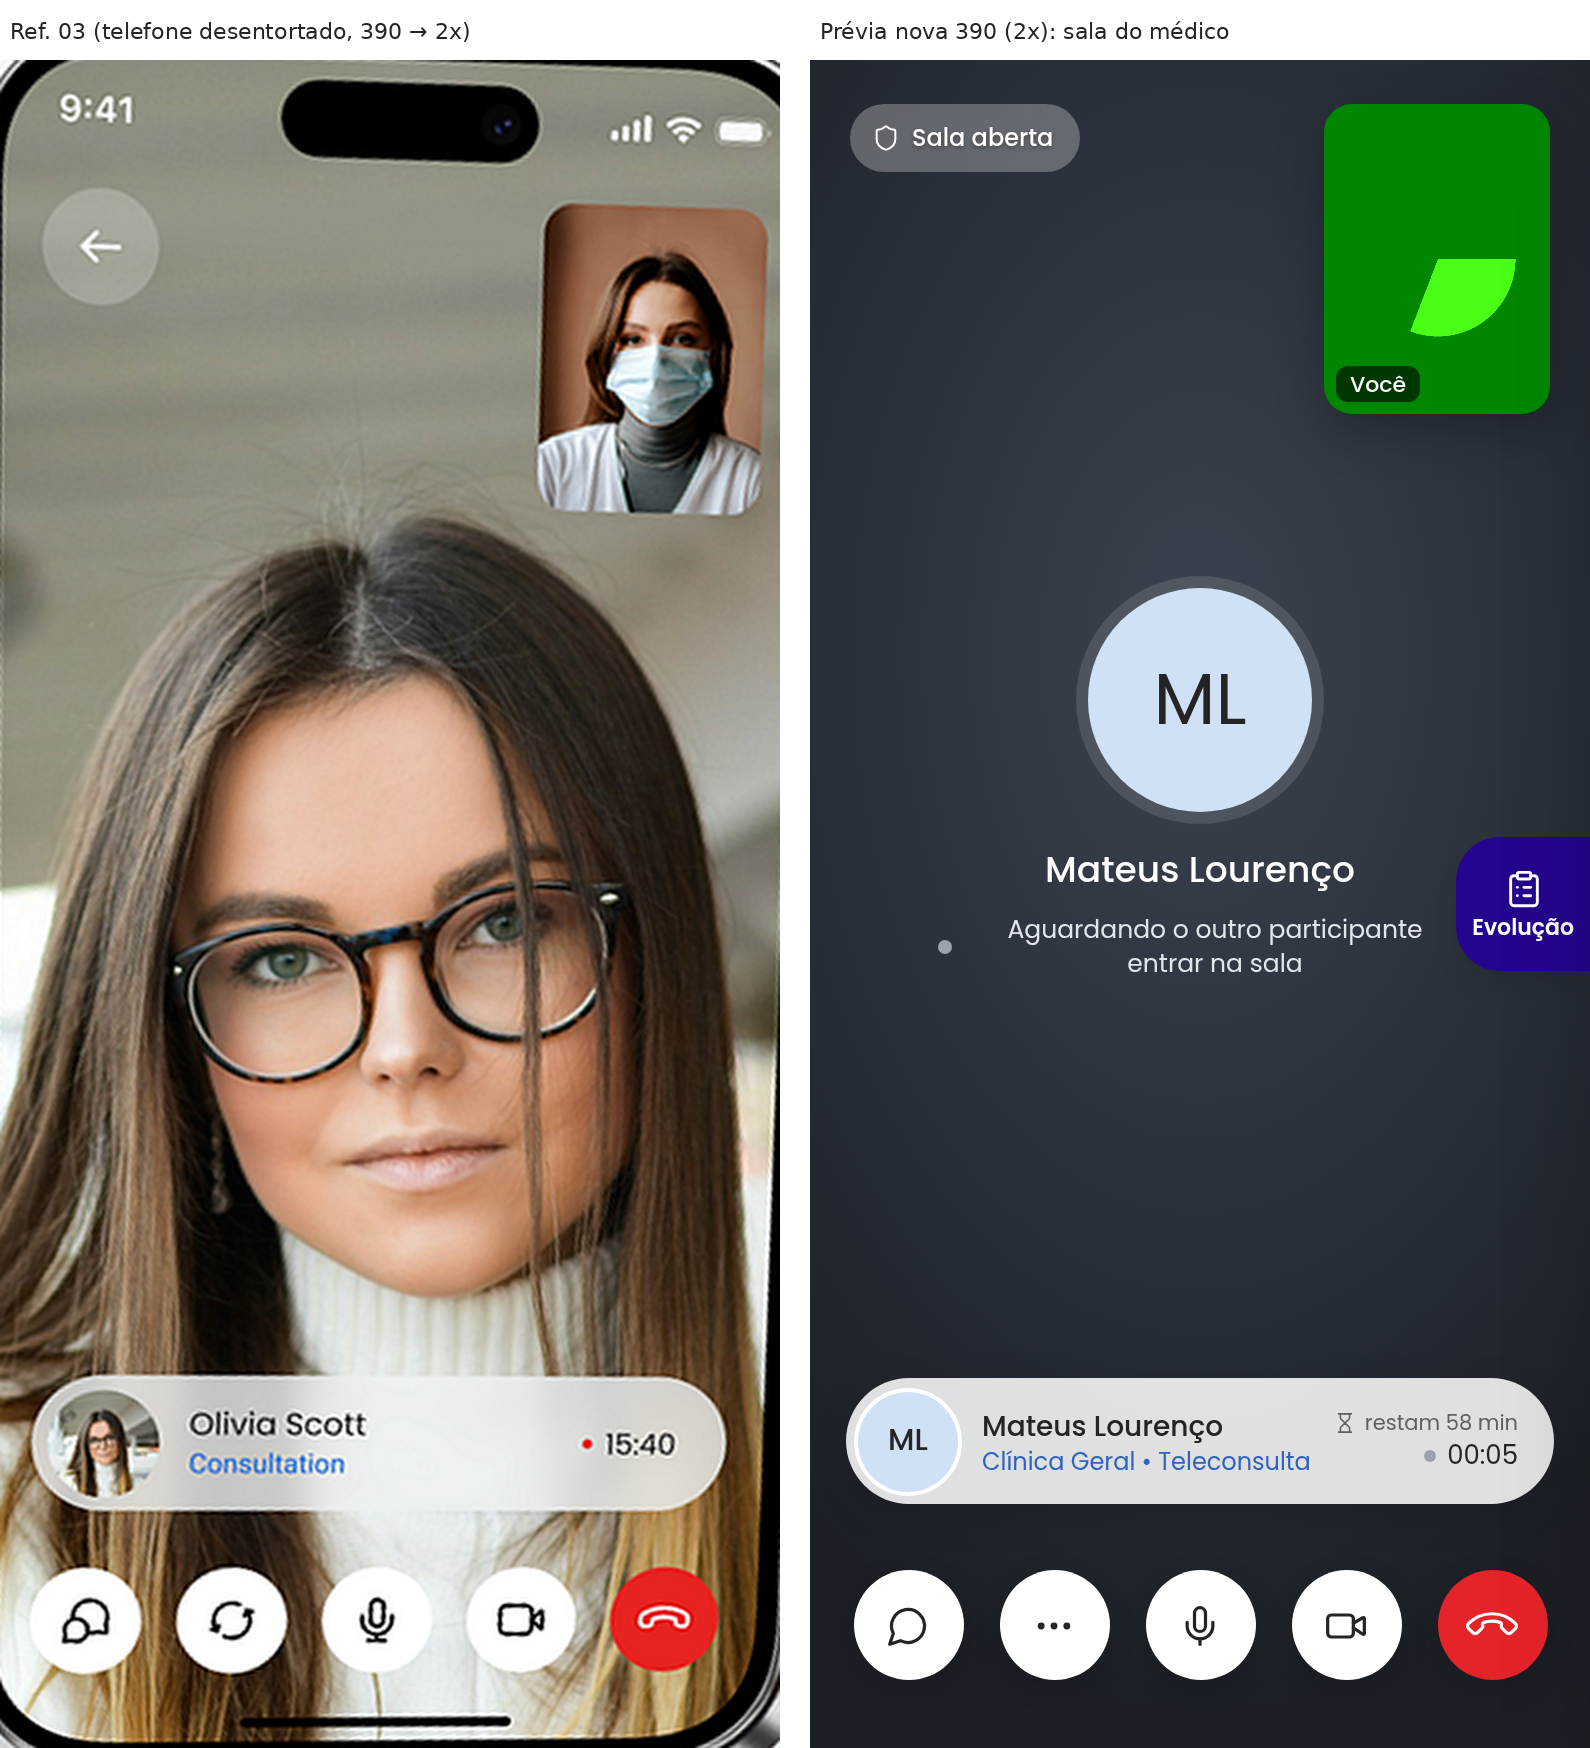 Ref. 03 (telefone desentortado, 390 → 2x)
9:41
Olivia Scott
Consultation
15:40
Prévia nova 390 (2x): sala do médico
Sala aberta
Você
ML
Mateus Lourenço
Aguardando o outro participante
entrar na sala
Evolução
ML
Mateus Lourenço
Clínica Geral • Teleconsulta
restam 58 min
00:05